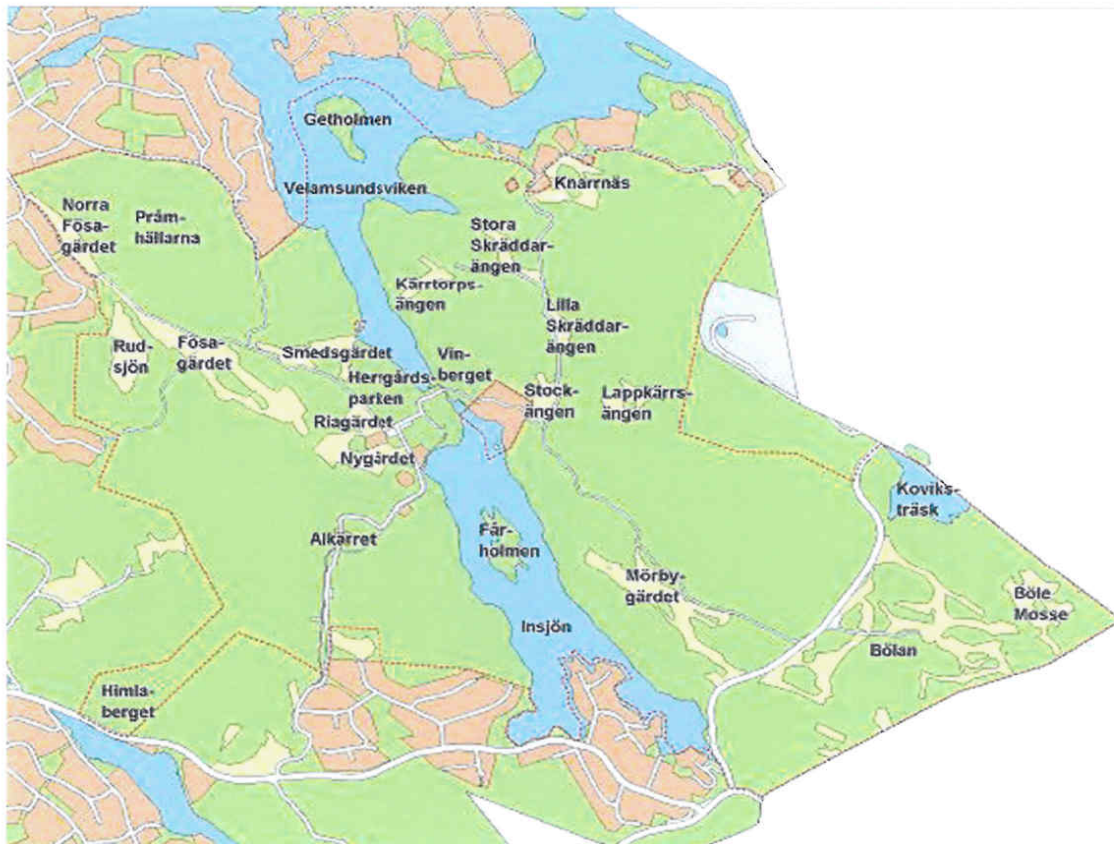 Getholmen
Velamsundsviken
Knarrnäs
Norra
Fösa-
gärdet
Pråm-
hällarna
Stora
Skräddar-
ängen
Kärrtorps-
ängen
Lilla
Skräddar-
ängen
Rud-
sjön
Fösa-
gärdet
Smedsgärdet
Vin-
berget
Herrgårds-
parken
Stock-
ängen
Lappkärrs-
ängen
Riagärdet
Nygärdet
Koviks-
träsk
Alkärret
Får-
holmen
Mörby-
gärdet
Böle
Mosse
Insjön
Bölan
Himla-
berget